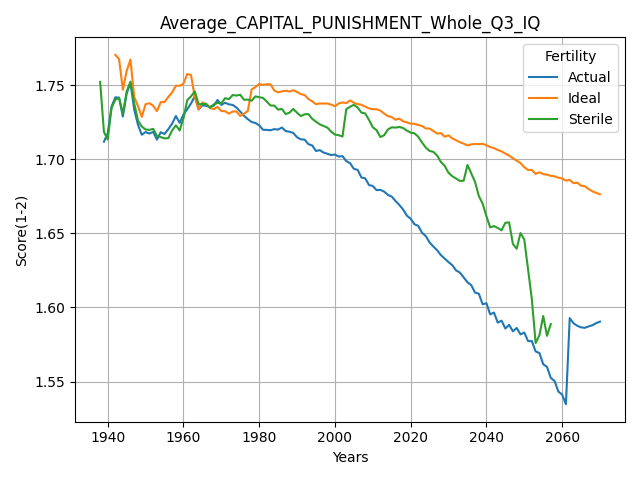 Average_CAPITAL_PUNISHMENT_Whole_Q3_IQ
Fertility
Actual
Ideal
Sterile
Score(1-2)
1.75
1.70
1.65
1.60
1.55
1940
1960
1980
2000
2020
2040
2060
Years